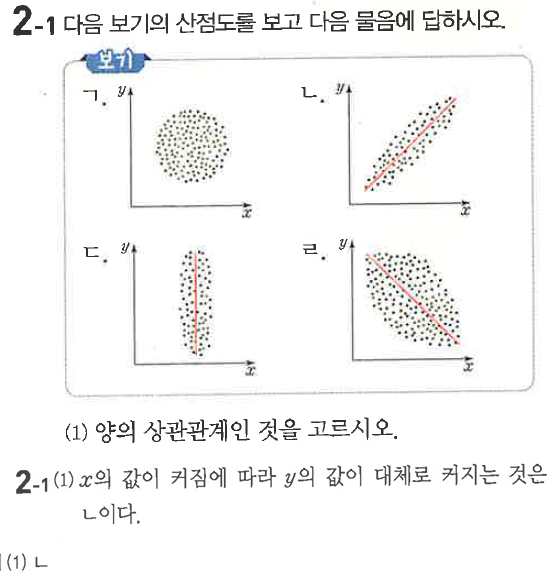 2-1 다음 보기의 산점도를 보고 다음 물음에 답하시오.
보기
ㄱ. y x
ㄴ. y x
ㄷ. y x
ㄹ. y x
(1) 양의 상관관계인 것을 고르시오.
2-1 (1) x의 값이 커짐에 따라 y의 값이 대체로 커지는 것은
ㄴ이다.
(1) ㄴ